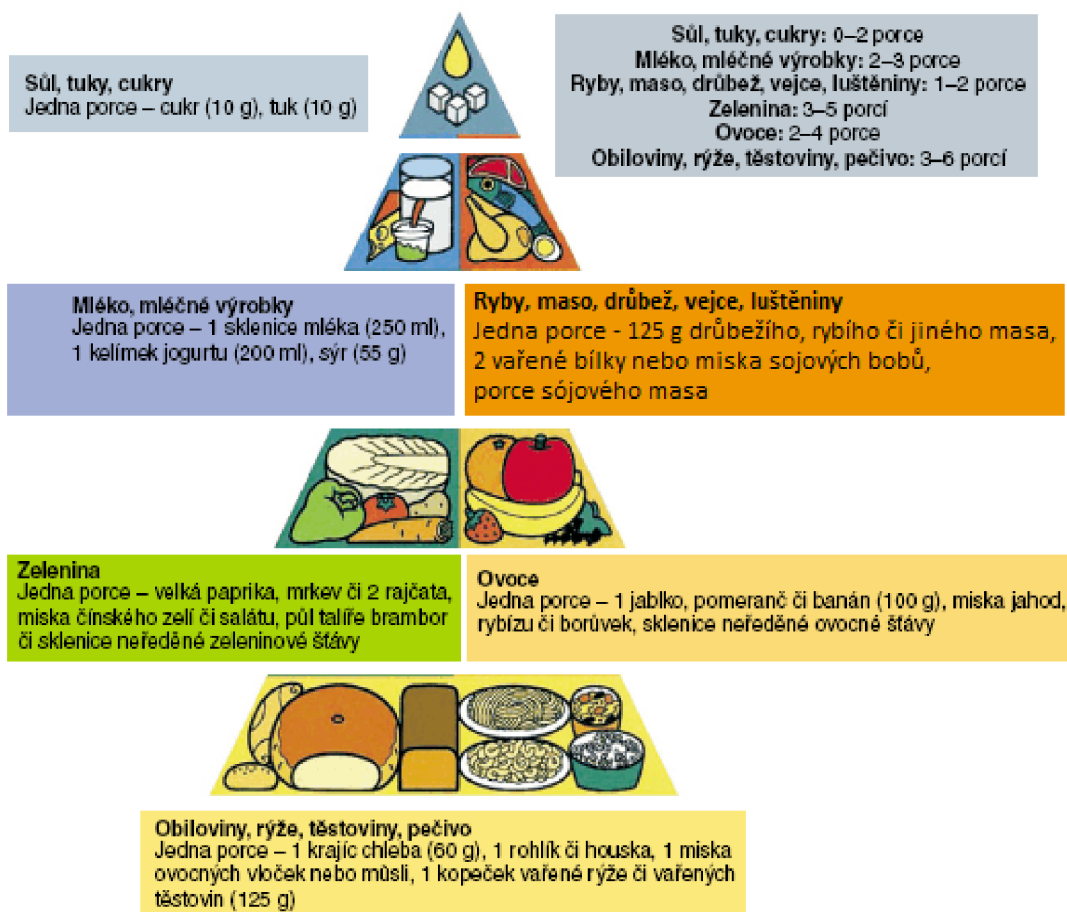 Sůl, tuky, cukry: 0–2 porce
Mléko, mléčné výrobky: 2–3 porce
Ryby, maso, drůbež, vejce, luštěniny: 1–2 porce
Zelenina: 3–5 porcí
Ovoce: 2–4 porce
Obiloviny, rýže, těstoviny, pečivo: 3–6 porcí
Sůl, tuky, cukry
Jedna porce – cukr (10 g), tuk (10 g)
Mléko, mléčné výrobky
Jedna porce – 1 sklenice mléka (250 ml),
1 kelímek jogurtu (200 ml), sýr (55 g)
Ryby, maso, drůbež, vejce, luštěniny
Jedna porce - 125 g drůbežího, rybího či jiného masa,
2 vařené bílky nebo miska sojových bobů,
porce sójového masa
Zelenina
Jedna porce – velká paprika, mrkev či 2 rajčata,
miska čínského zelí či salátu, půl talíře brambor
či sklenice neředěné zeleninové šťávy
Ovoce
Jedna porce – 1 jablko, pomeranč či banán (100 g), miska jahod,
rybízu či borůvek, sklenice neředěné ovocné šťávy
Obiloviny, rýže, těstoviny, pečivo
Jedna porce – 1 krajíc chleba (60 g), 1 rohlík či houska, 1 miska
ovocných vloček nebo műsli, 1 kopeček vařené rýže či vařených
těstovin (125 g)